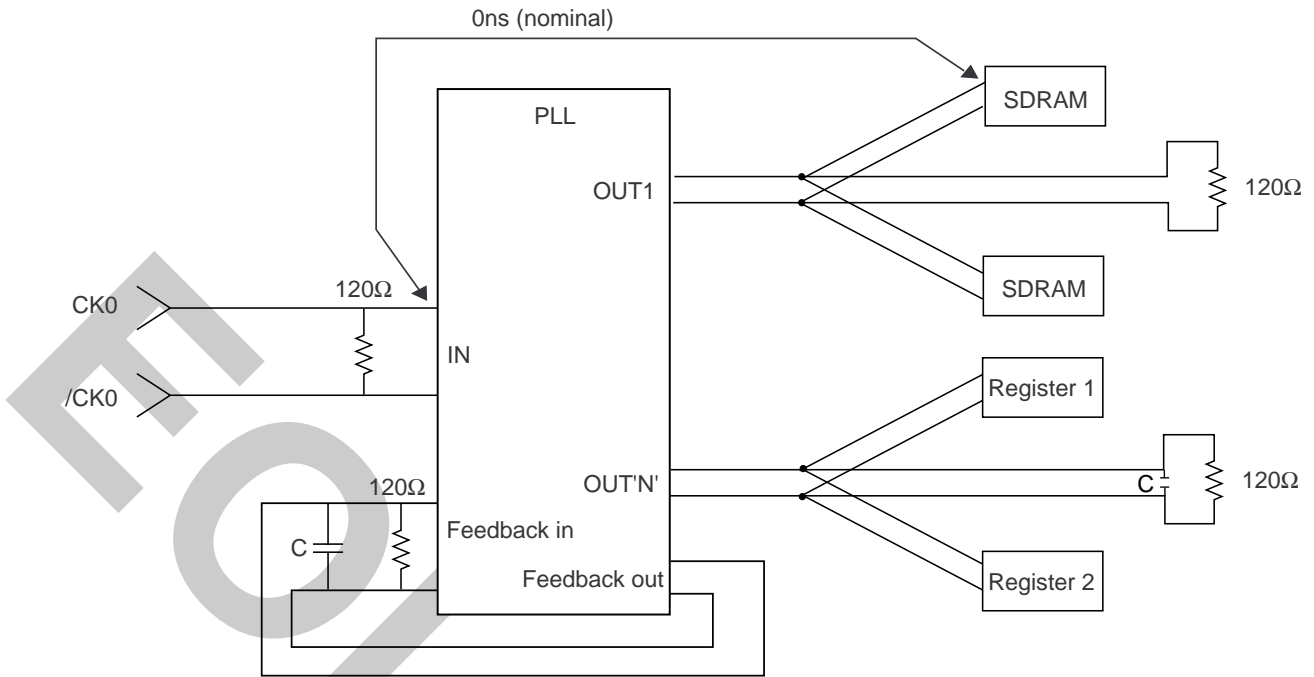 0ns (nominal)
PLL
SDRAM
OUT1
120Ω
SDRAM
CK0
120Ω
IN
/CK0
Register 1
120Ω
OUT'N'
C
120Ω
Feedback in
C
Feedback out
Register 2